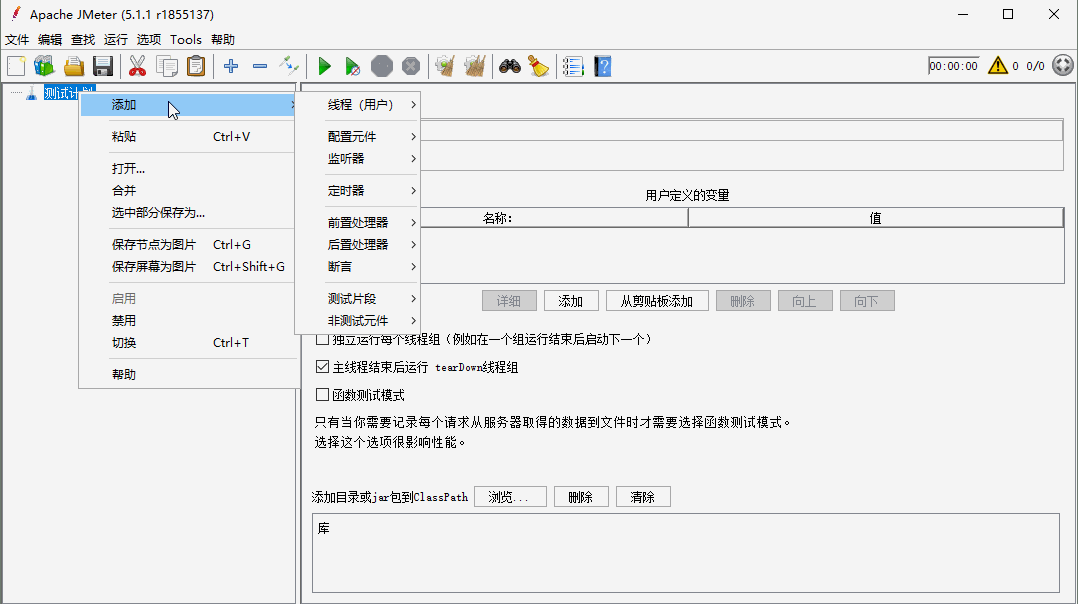 Apache JMeter (5.1.1 r1855137)
文件 编辑 查找 运行 选项 Tools 帮助
00:00:00 0 0/0
测试计划
添加
粘贴 Ctrl+V
打开...
合并
选中部分保存为...
保存节点为图片 Ctrl+G
保存屏幕为图片 Ctrl+Shift+G
启用
禁用
切换 Ctrl+T
帮助
线程（用户）
配置元件
监听器
定时器
前置处理器
后置处理器
断言
测试片段
非测试元件
用户定义的变量
名称： 值
详细 添加 从剪贴板添加 删除 向上 向下
独立运行每个线程组（例如在一个组运行结束后启动下一个）
主线程结束后运行 tearDown线程组
函数测试模式
只有当你需要记录每个请求从服务器取得的数据到文件时才需要选择函数测试模式。
选择这个选项很影响性能。
添加目录或jar包到ClassPath 浏览... 删除 清除
库